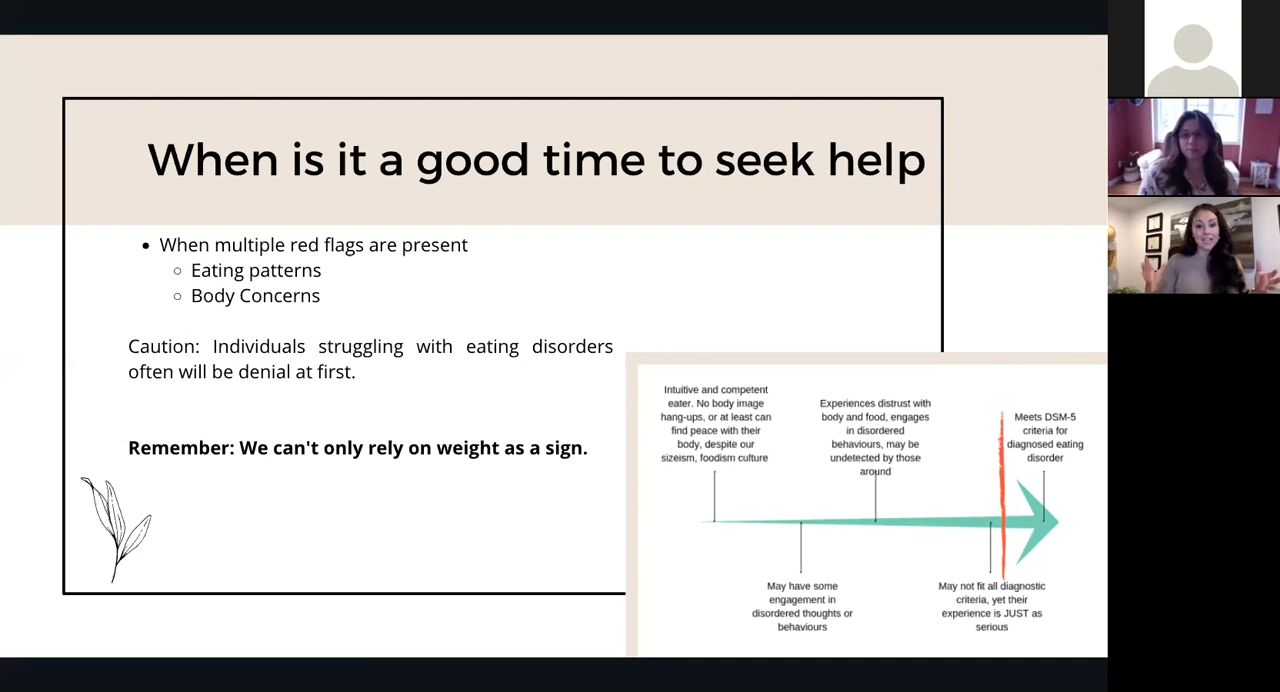 When is it a good time to seek help
• When multiple red flags are present
○ Eating patterns
○ Body Concerns
Caution: Individuals struggling with eating disorders
often will be denial at first.
Remember: We can't only rely on weight as a sign.
Intuitive and competent
eater. No body image
hang-ups, or at least can
find peace with their
body, despite our
sizeism, foodism culture
May have some
engagement in
disordered thoughts or
behaviours
Experiences distrust with
body and food, engages
in disordered
behaviours, may be
undetected by those
around
May not fit all diagnostic
criteria, yet their
experience is JUST as
serious
Meets DSM-5
criteria for
diagnosed eating
disorder